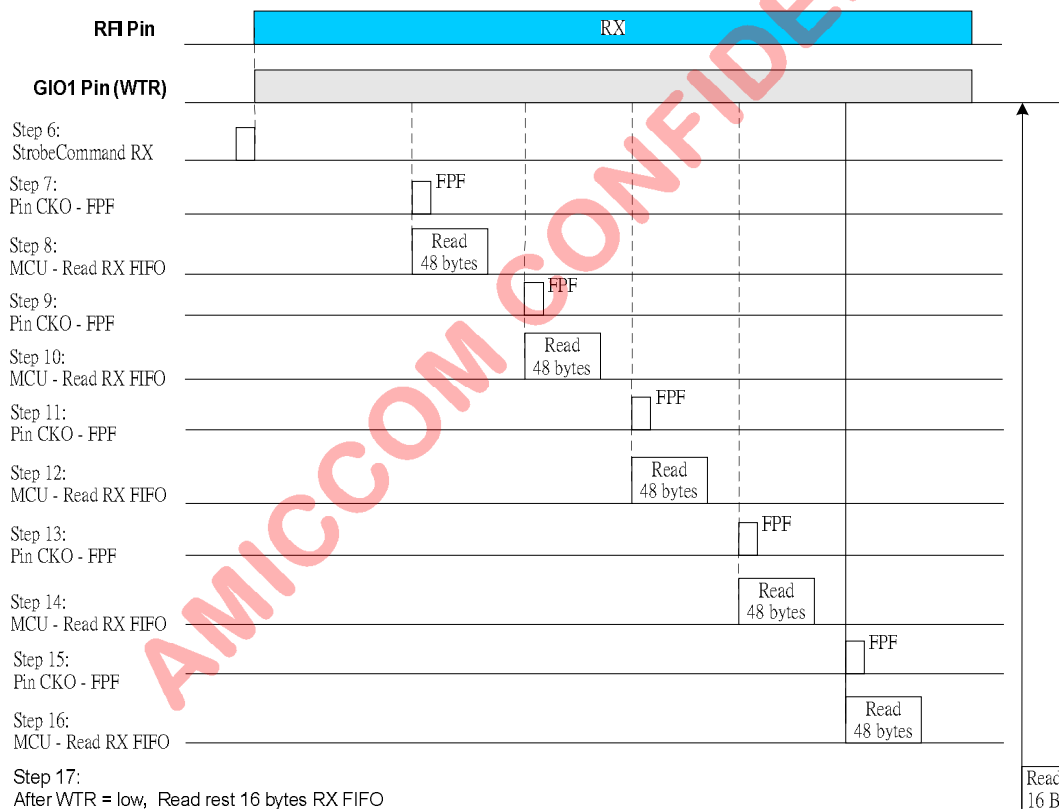 RFI Pin
RX
GIO1 Pin (WTR)
Step 6:
StrobeCommand RX
Step 7:
Pin CKO - FPF
FPF
Step 8:
MCU - Read RX FIFO
Read
48 bytes
Step 9:
Pin CKO - FPF
FPF
Step 10:
MCU - Read RX FIFO
Read
48 bytes
Step 11:
Pin CKO - FPF
FPF
Step 12:
MCU - Read RX FIFO
Read
48 bytes
Step 13:
Pin CKO - FPF
FPF
Step 14:
MCU - Read RX FIFO
Read
48 bytes
Step 15:
Pin CKO - FPF
FPF
Step 16:
MCU - Read RX FIFO
Read
48 bytes
Step 17:
After WTR = low, Read rest 16 bytes RX FIFO
Read
16 B
AMICCOM CONFIDE